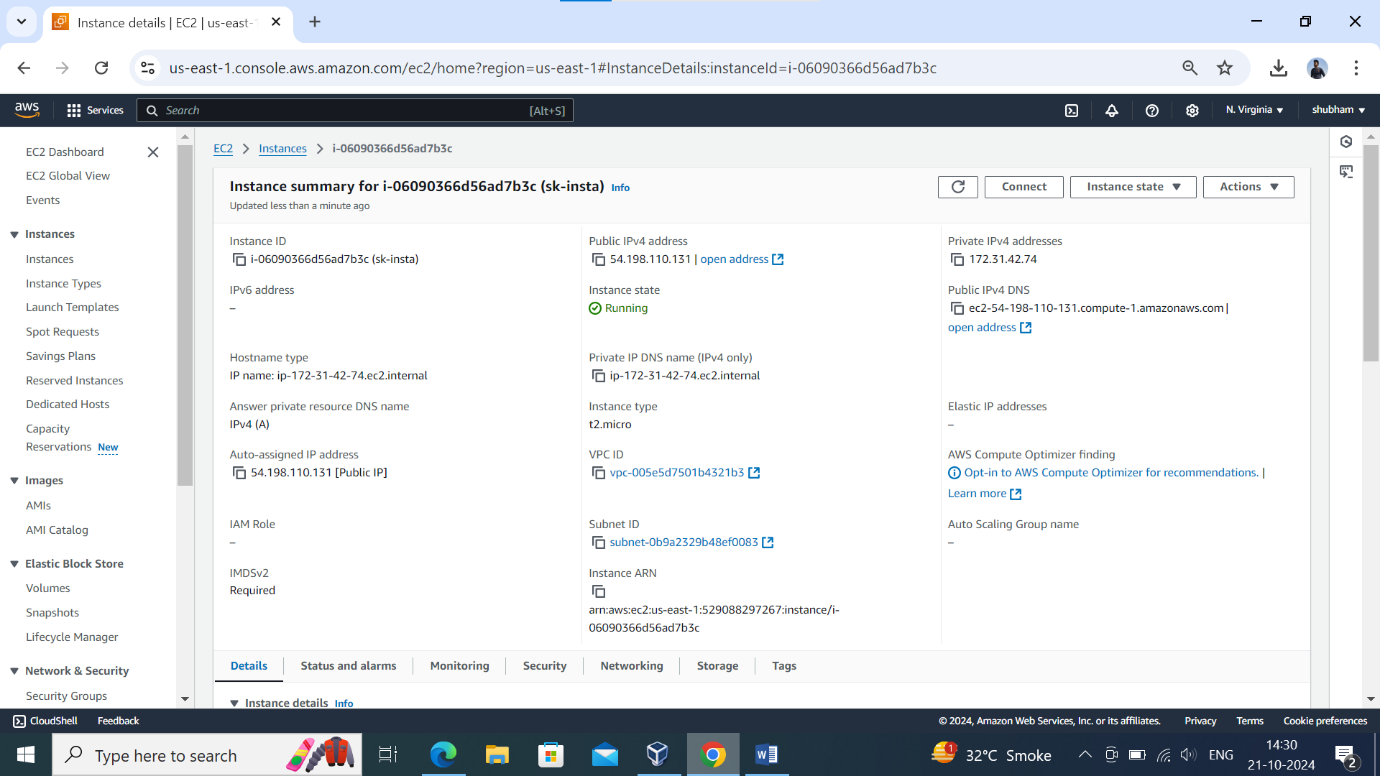 Instance details | EC2 | us-east-
us-east-1.console.aws.amazon.com/ec2/home?region=us-east-1#InstanceDetails:instanceId=i-06090366d56ad7b3c
aws Services Search [Alt+S] N. Virginia shubham
EC2 Dashboard
EC2 Global View
Events
Instances
Instances
Instance Types
Launch Templates
Spot Requests
Savings Plans
Reserved Instances
Dedicated Hosts
Capacity
Reservations New
Images
AMIs
AMI Catalog
Elastic Block Store
Volumes
Snapshots
Lifecycle Manager
Network & Security
Security Groups
EC2 Instances i-06090366d56ad7b3c
Instance summary for i-06090366d56ad7b3c (sk-insta) Info
Updated less than a minute ago
Connect Instance state Actions
Instance ID
i-06090366d56ad7b3c (sk-insta)
Public IPv4 address
54.198.110.131 | open address
Private IPv4 addresses
172.31.42.74
IPv6 address
–
Instance state
Running
Public IPv4 DNS
ec2-54-198-110-131.compute-1.amazonaws.com |
open address
Hostname type
IP name: ip-172-31-42-74.ec2.internal
Private IP DNS name (IPv4 only)
ip-172-31-42-74.ec2.internal
Answer private resource DNS name
IPv4 (A)
Instance type
t2.micro
Elastic IP addresses
–
Auto-assigned IP address
54.198.110.131 [Public IP]
VPC ID
vpc-005e5d7501b4321b3
AWS Compute Optimizer finding
Opt-in to AWS Compute Optimizer for recommendations. |
Learn more
IAM Role
–
Subnet ID
subnet-0b9a2329b48ef0083
Auto Scaling Group name
–
IMDSv2
Required
Instance ARN
arn:aws:ec2:us-east-1:529088297267:instance/i-
06090366d56ad7b3c
Details Status and alarms Monitoring Security Networking Storage Tags
Instance details Info
CloudShell Feedback © 2024, Amazon Web Services, Inc. or its affiliates. Privacy Terms Cookie preferences
Type here to search
1
32°C Smoke
ENG
14:30
21-10-2024
2